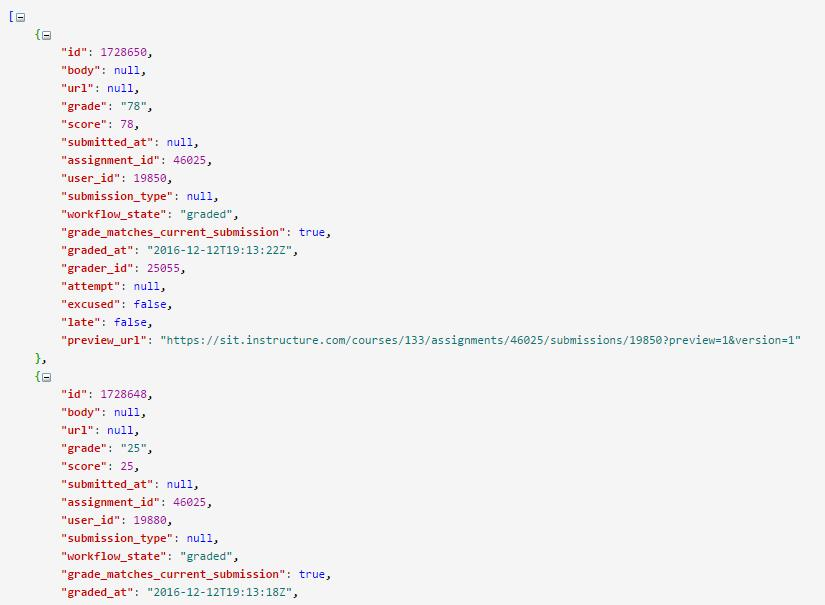 [
{
"id": 1728650,
"body": null,
"url": null,
"grade": "78",
"score": 78,
"submitted_at": null,
"assignment_id": 46025,
"user_id": 19850,
"submission_type": null,
"workflow_state": "graded",
"grade_matches_current_submission": true,
"graded_at": "2016-12-12T19:13:22Z",
"grader_id": 25055,
"attempt": null,
"excused": false,
"late": false,
"preview_url": "https://sit.instructure.com/courses/133/assignments/46025/submissions/19850?preview=1&version=1"
},
{
"id": 1728648,
"body": null,
"url": null,
"grade": "25",
"score": 25,
"submitted_at": null,
"assignment_id": 46025,
"user_id": 19880,
"submission_type": null,
"workflow_state": "graded",
"grade_matches_current_submission": true,
"graded_at": "2016-12-12T19:13:18Z",